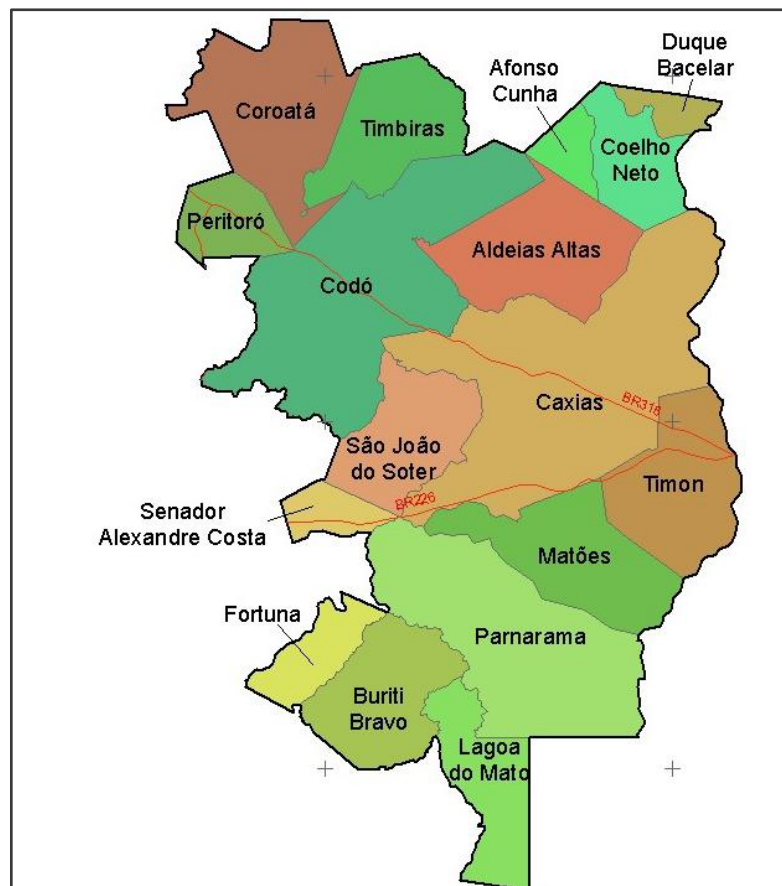 Duque
Bacelar
Afonso
Cunha
Coroatá
Timbiras
Coelho
Neto
Peritoró
Aldeias Altas
Codó
BR316
Caxias
São João
do Soter
Timon
BR226
Senador
Alexandre Costa
Matões
Fortuna
Parnarama
Buriti
Bravo
Lagoa
do Mato